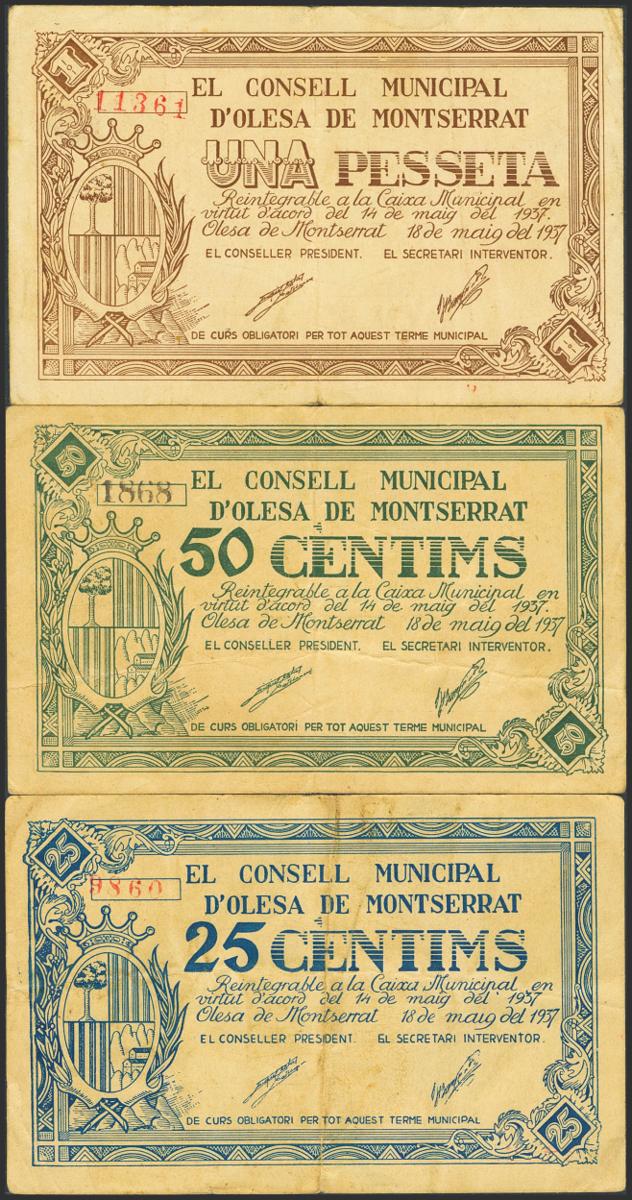 1
11361
EL CONSELL MUNICIPAL
D'OLESA DE MONTSERRAT
UNA PESSETA
Reintegrable a la Caixa Municipal en
virtut d'acord del 14 de maig del 1937.
Olesa de Montserrat 18 de maig del 1937
EL CONSELLER PRESIDENT. EL SECRETARI INTERVENTOR.
DE CURS OBLIGATORI PER TOT AQUEST TERME MUNICIPAL
1
50
1868
EL CONSELL MUNICIPAL
D'OLESA DE MONTSERRAT
50 CÈNTIMS
Reintegrable a la Caixa Municipal en
virtut d'acord del 14 de maig del 1937.
Olesa de Montserrat 18 de maig del 1937
EL CONSELLER PRESIDENT. EL SECRETARI INTERVENTOR.
DE CURS OBLIGATORI PER TOT AQUEST TERME MUNICIPAL
50
25
9860
EL CONSELL MUNICIPAL
D'OLESA DE MONTSERRAT
25 CÈNTIMS
Reintegrable a la Caixa Municipal en
virtut d'acord del 14 de maig del 1937
Olesa de Montserrat 18 de maig del 1937
EL CONSELLER PRESIDENT. EL SECRETARI INTERVENTOR.
DE CURS OBLIGATORI PER TOT AQUEST TERME MUNICIPAL
25